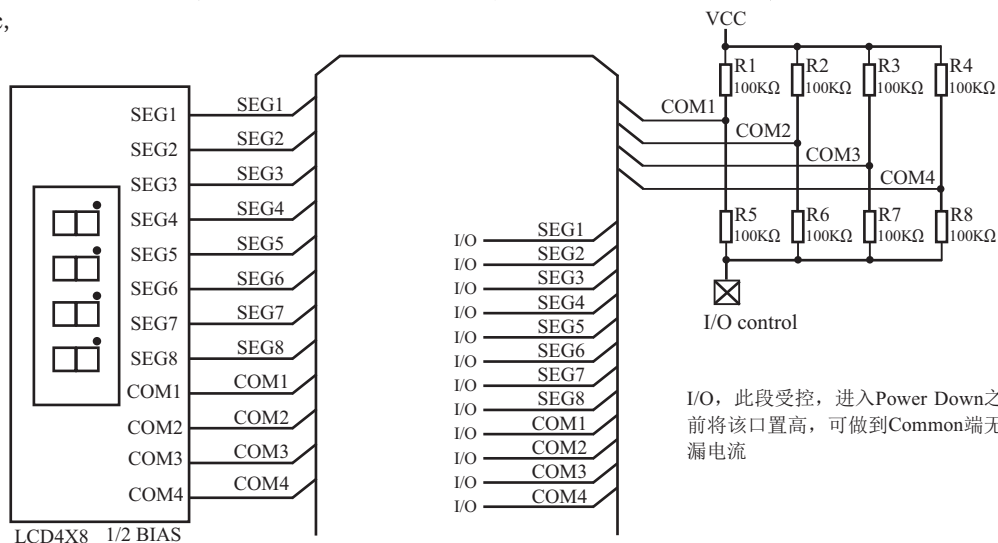 c,
VCC
R1
100KΩ
R2
100KΩ
R3
100KΩ
R4
100KΩ
COM1
COM2
COM3
COM4
R5
100KΩ
R6
100KΩ
R7
100KΩ
R8
100KΩ
I/O control
SEG1 SEG1
SEG2 SEG2
SEG3 SEG3
SEG4 SEG4
SEG5 SEG5
SEG6 SEG6
SEG7 SEG7
SEG8 SEG8
COM1 COM1
COM2 COM2
COM3 COM3
COM4 COM4
LCD4X8 1/2 BIAS
I/O SEG1
I/O SEG2
I/O SEG3
I/O SEG4
I/O SEG5
I/O SEG6
I/O SEG7
I/O SEG8
I/O COM1
I/O COM2
I/O COM3
I/O COM4
I/O，此段受控，进入Power Down之
前将该口置高，可做到Common端无
漏电流